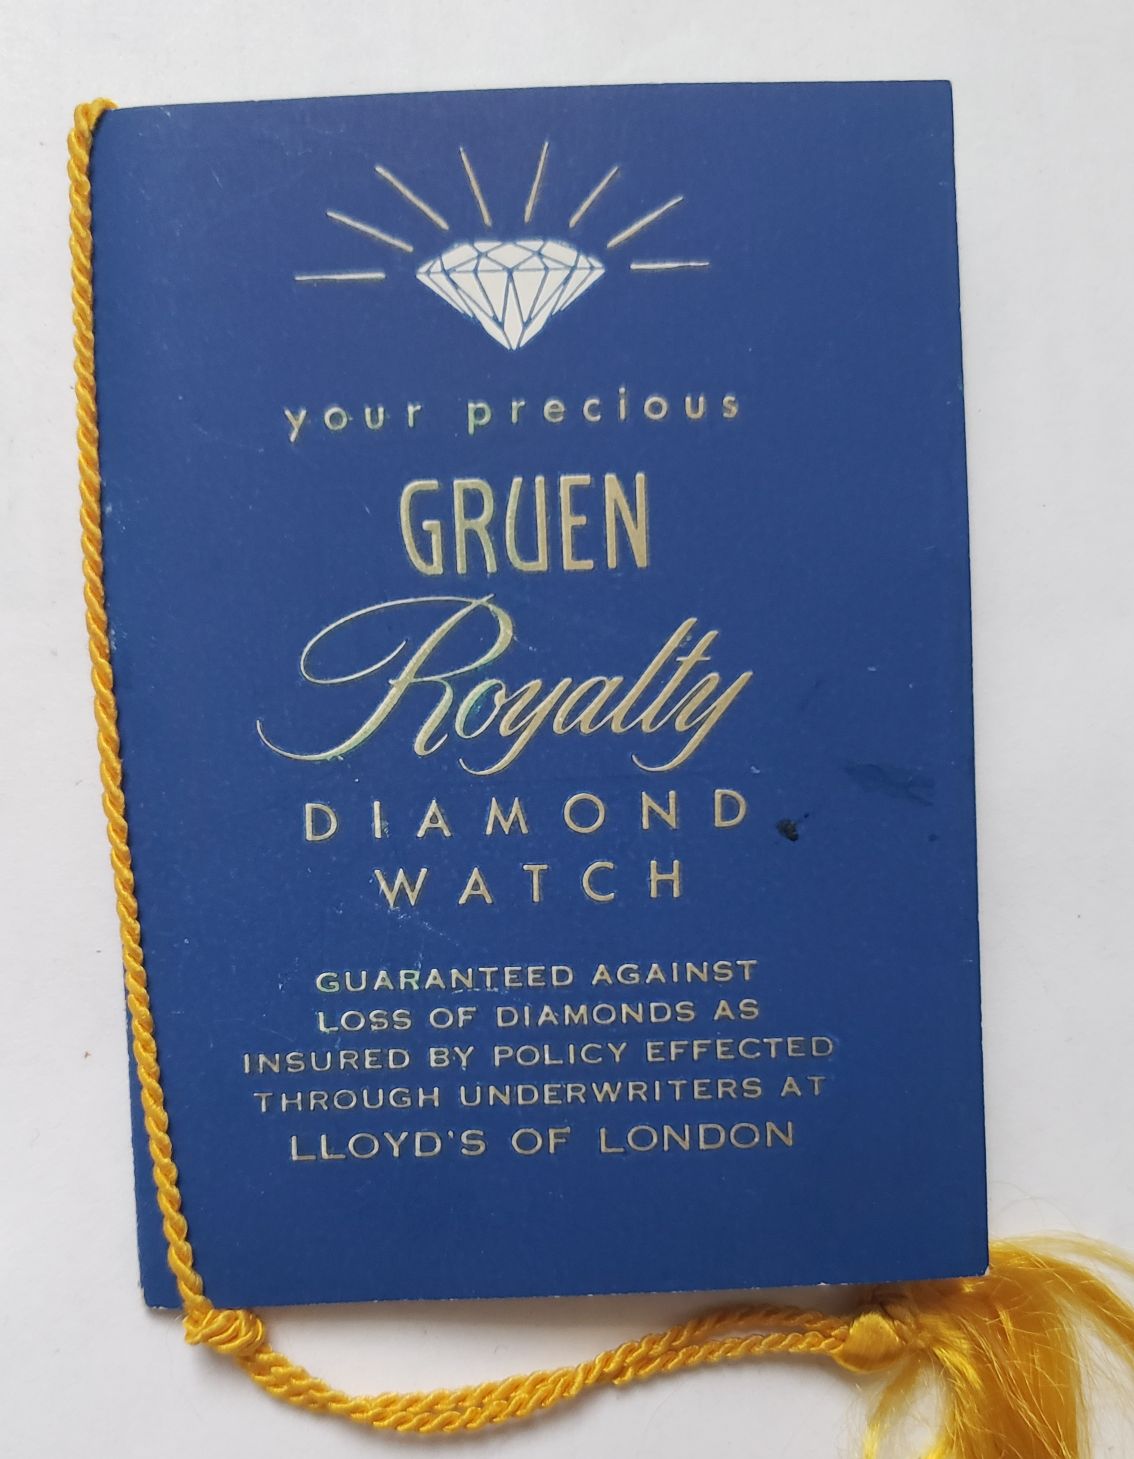 your precious
GRUEN
Royalty
DIAMOND
WATCH
GUARANTEED AGAINST
LOSS OF DIAMONDS AS
INSURED BY POLICY EFFECTED
THROUGH UNDERWRITERS AT
LLOYD'S OF LONDON